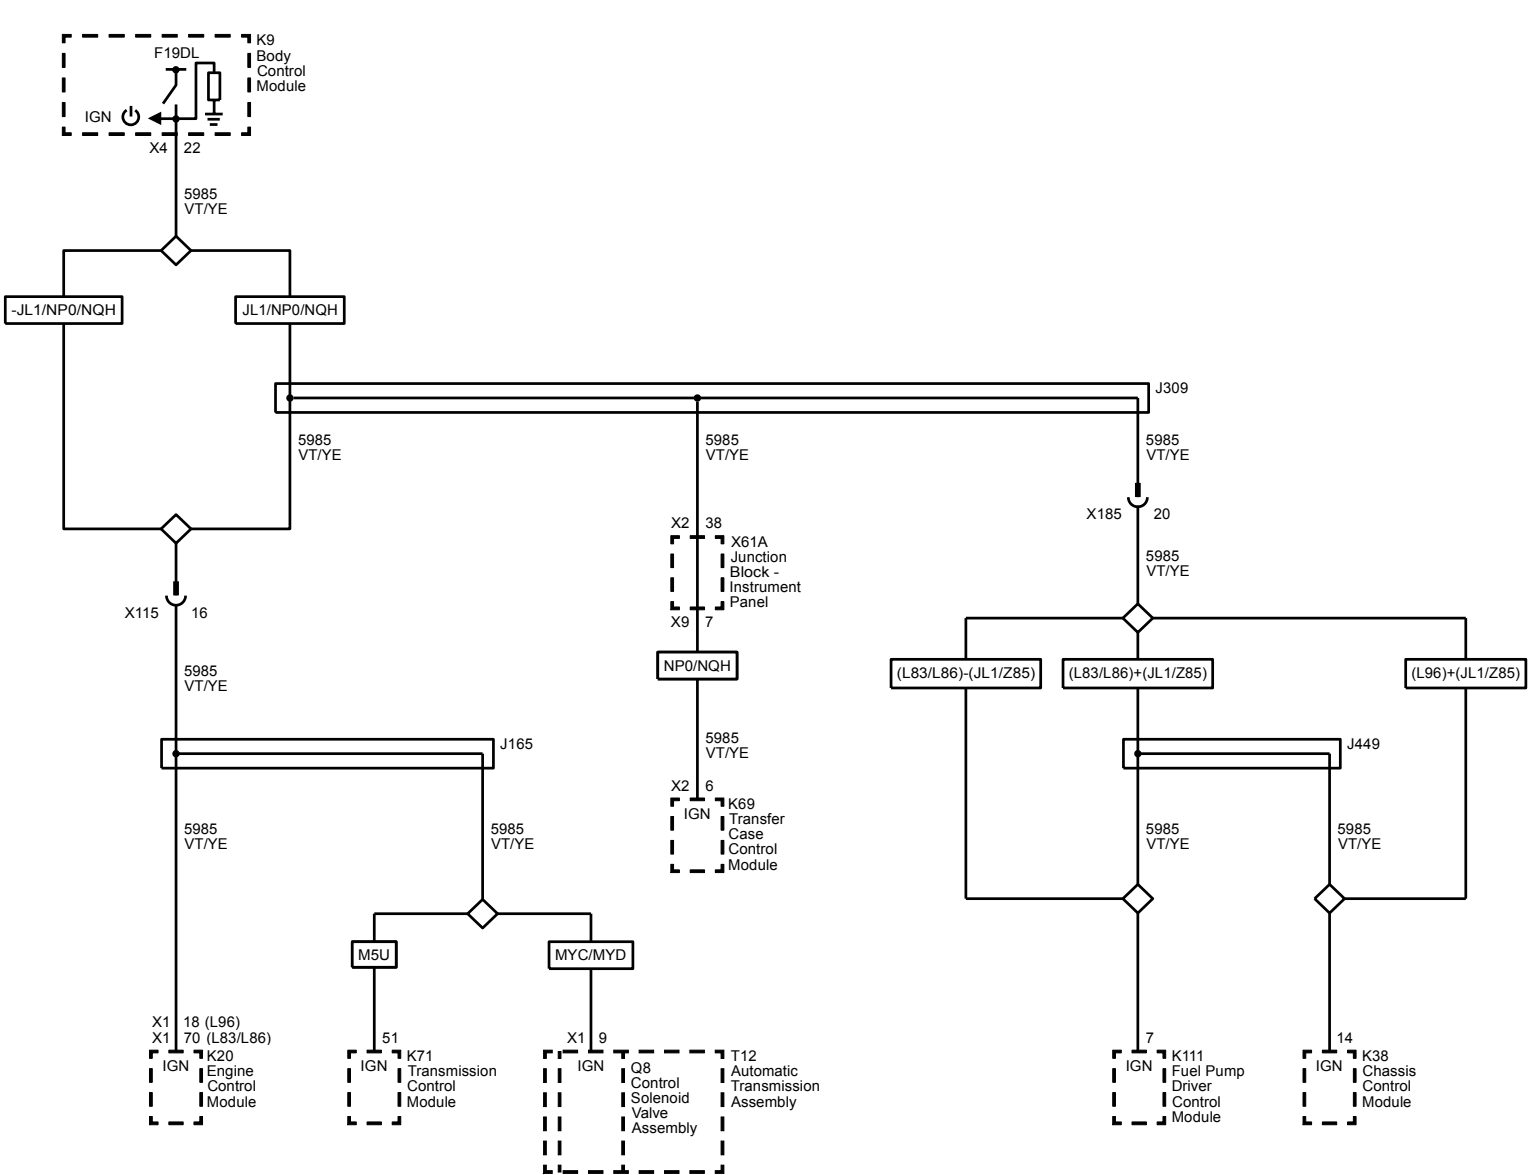 K9
Body
Control
Module
F19DL
IGN
X4 22
5985
VT/YE
-JL1/NP0/NQH
JL1/NP0/NQH
J309
5985
VT/YE
5985
VT/YE
5985
VT/YE
X185 20
X2 38
X61A
Junction
Block -
Instrument
Panel
5985
VT/YE
X115 16
X9 7
NP0/NQH
5985
VT/YE
(L83/L86)-(JL1/Z85)
(L83/L86)+(JL1/Z85)
(L96)+(JL1/Z85)
J165
5985
VT/YE
J449
X2 6
IGN
K69
Transfer
Case
Control
Module
5985
VT/YE
5985
VT/YE
5985
VT/YE
5985
VT/YE
M5U
MYC/MYD
X1 18 (L96)
X1 70 (L83/L86)
IGN
K20
Engine
Control
Module
51
IGN
K71
Transmission
Control
Module
X1 9
IGN
Q8
Control
Solenoid
Valve
Assembly
T12
Automatic
Transmission
Assembly
7
IGN
K111
Fuel Pump
Driver
Control
Module
14
IGN
K38
Chassis
Control
Module